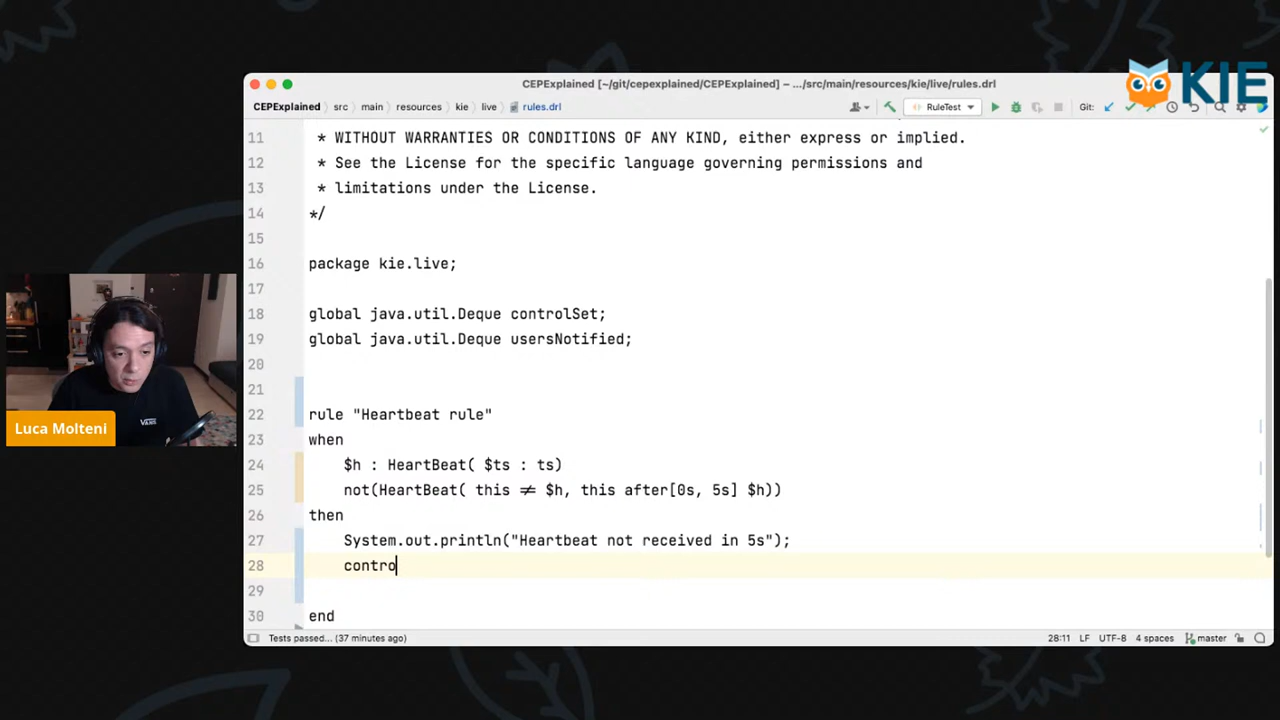 KIE
CEPExplained [~/git/cepexplained/CEPExplained] – .../src/main/resources/kie/live/rules.drl
CEPExplained src main resources kie live rules.drl RuleTest Git:
11 * WITHOUT WARRANTIES OR CONDITIONS OF ANY KIND, either express or implied.
12 * See the License for the specific language governing permissions and
13 * limitations under the License.
14 */
15
16 package kie.live;
17
18 global java.util.Deque controlSet;
19 global java.util.Deque usersNotified;
20
21
22 rule "Heartbeat rule"
23 when
24 $h : HeartBeat( $ts : ts)
25 not(HeartBeat( this ≠ $h, this after[0s, 5s] $h))
26 then
27 System.out.println("Heartbeat not received in 5s");
28 contro
29
30 end
Tests passed... (37 minutes ago) 28:11 LF UTF-8 4 spaces master
VANS
Luca Molteni